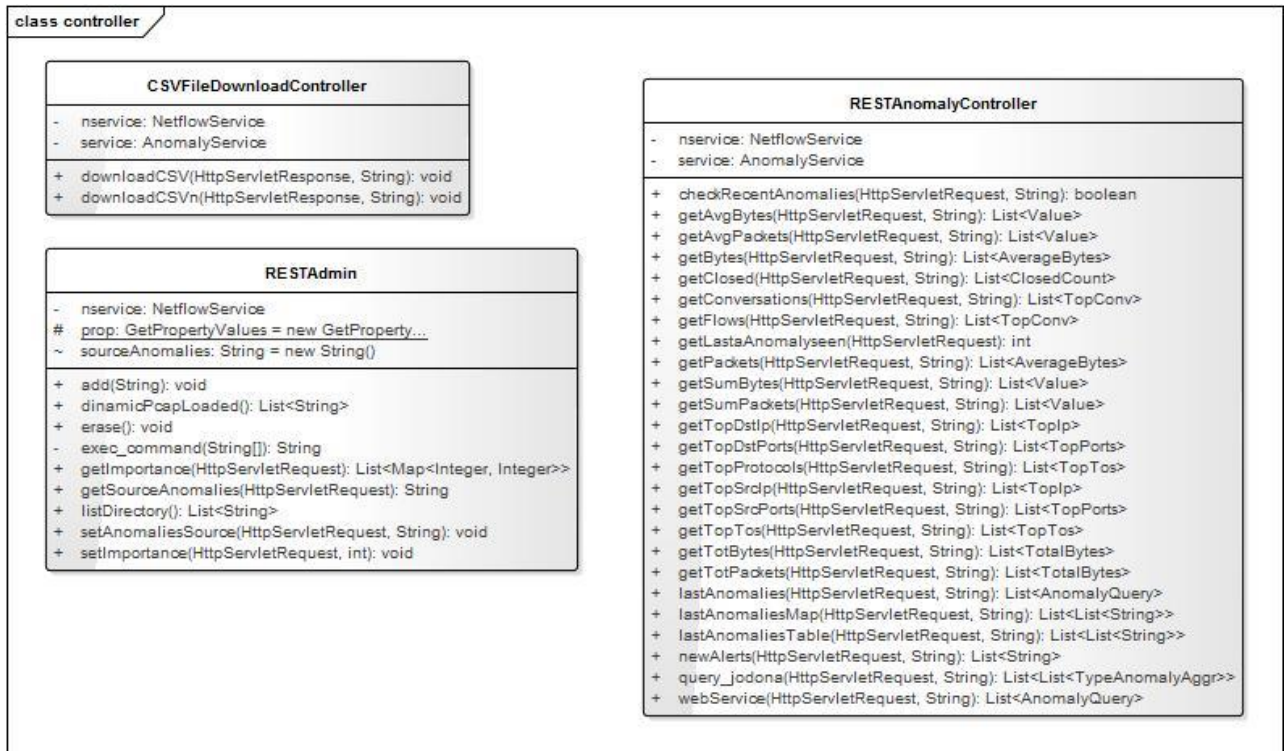 class controller
CSVFileDownloadController
- nservice: NetflowService
- service: AnomalyService
+ downloadCSV(HttpServletResponse, String): void
+ downloadCSVn(HttpServletResponse, String): void
RESTAdmin
- nservice: NetflowService
# prop: GetPropertyValues = new GetProperty...
~ sourceAnomalies: String = new String()
+ add(String): void
+ dinamicPcapLoaded(): List<String>
+ erase(): void
- exec_command(String[]): String
+ getImportance(HttpServletRequest): List<Map<Integer, Integer>>
+ getSourceAnomalies(HttpServletRequest): String
+ listDirectory(): List<String>
+ setAnomaliesSource(HttpServletRequest, String): void
+ setImportance(HttpServletRequest, int): void
RESTAnomalyController
- nservice: NetflowService
- service: AnomalyService
+ checkRecentAnomalies(HttpServletRequest, String): boolean
+ getAvgBytes(HttpServletRequest, String): List<Value>
+ getAvgPackets(HttpServletRequest, String): List<Value>
+ getBytes(HttpServletRequest, String): List<AverageBytes>
+ getClosed(HttpServletRequest, String): List<ClosedCount>
+ getConversations(HttpServletRequest, String): List<TopConv>
+ getFlows(HttpServletRequest, String): List<TopConv>
+ getLastaAnomalyseen(HttpServletRequest): int
+ getPackets(HttpServletRequest, String): List<AverageBytes>
+ getSumBytes(HttpServletRequest, String): List<Value>
+ getSumPackets(HttpServletRequest, String): List<Value>
+ getTopDstIp(HttpServletRequest, String): List<TopIp>
+ getTopDstPorts(HttpServletRequest, String): List<TopPorts>
+ getTopProtocols(HttpServletRequest, String): List<TopTos>
+ getTopSrcIp(HttpServletRequest, String): List<TopIp>
+ getTopSrcPorts(HttpServletRequest, String): List<TopPorts>
+ getTopTos(HttpServletRequest, String): List<TopTos>
+ getTotBytes(HttpServletRequest, String): List<TotalBytes>
+ getTotPackets(HttpServletRequest, String): List<TotalBytes>
+ lastAnomalies(HttpServletRequest, String): List<AnomalyQuery>
+ lastAnomaliesMap(HttpServletRequest, String): List<List<String>>
+ lastAnomaliesTable(HttpServletRequest, String): List<List<String>>
+ newAlerts(HttpServletRequest, String): List<String>
+ query_jodona(HttpServletRequest, String): List<List<TypeAnomalyAggr>>
+ webService(HttpServletRequest, String): List<AnomalyQuery>